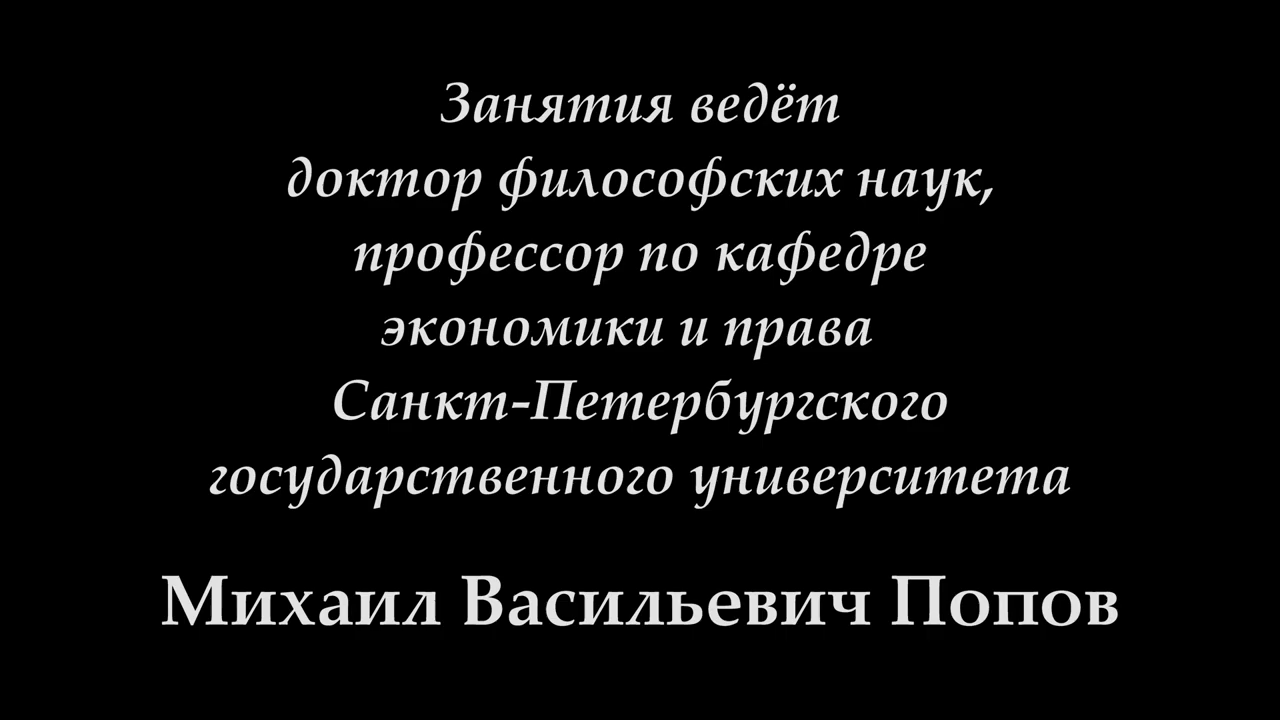 Занятия ведёт
доктор философских наук,
профессор по кафедре
экономики и права
Санкт-Петербургского
государственного университета
Михаил Васильевич Попов